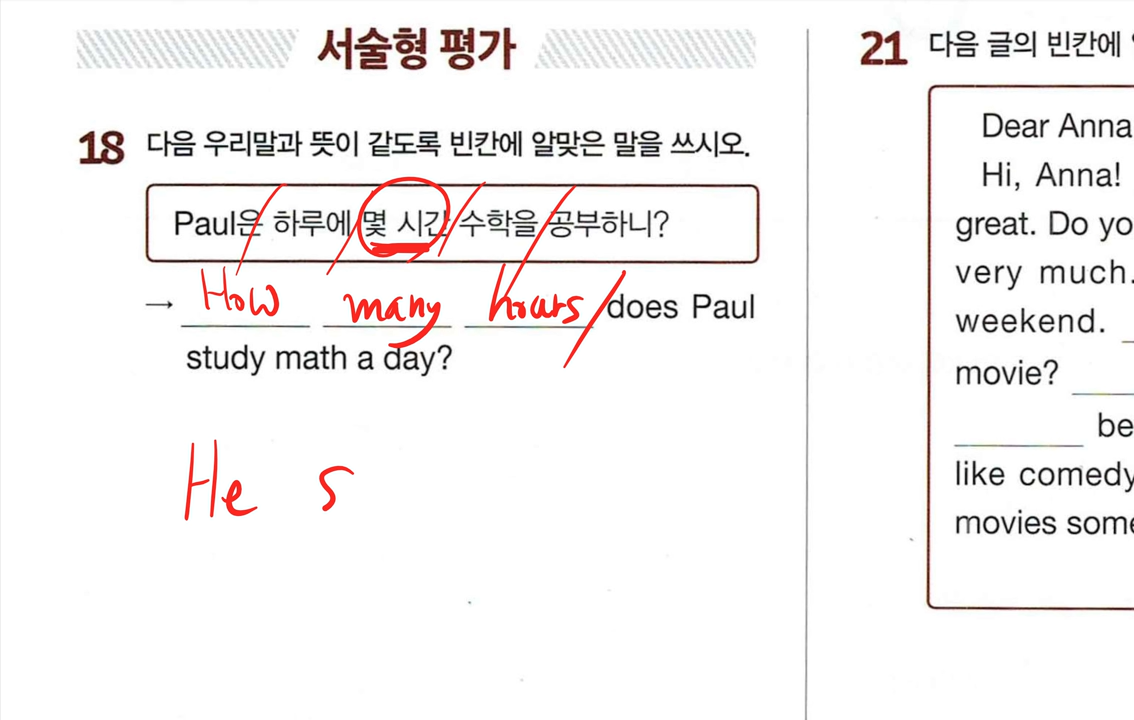 서술형 평가
18 다음 우리말과 뜻이 같도록 빈칸에 알맞은 말을 쓰시오.
Paul은 하루에 몇 시간 수학을 공부하니?
→ How many hours does Paul
study math a day?
He s
21 다음 글의 빈칸에
Dear Anna
Hi, Anna!
great. Do yo
very much.
weekend.
movie?
be
like comedy
movies some